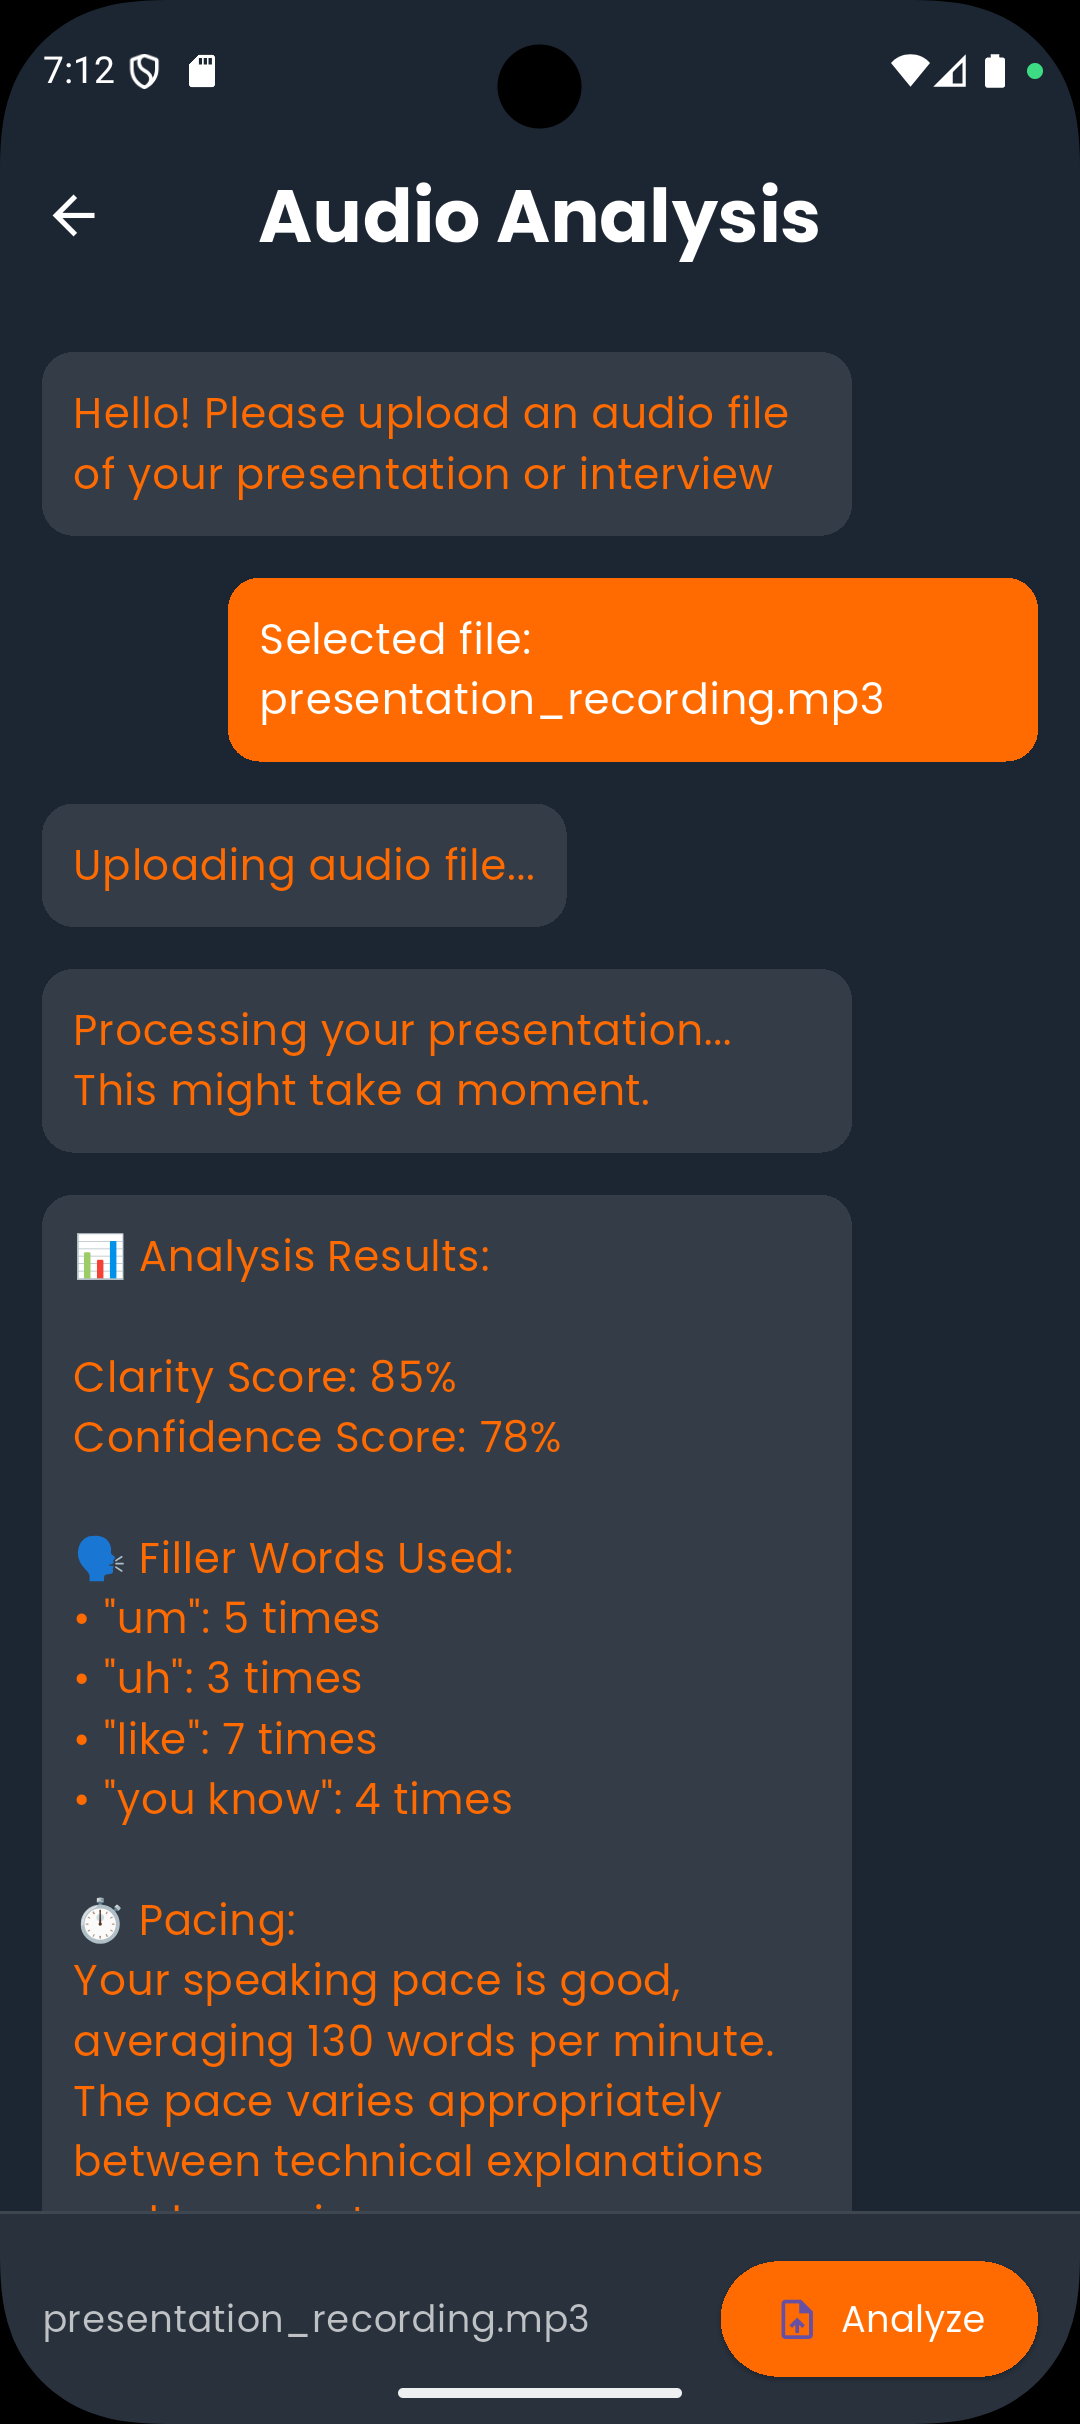 7:12
Audio Analysis
Hello! Please upload an audio file
of your presentation or interview
Selected file:
presentation_recording.mp3
Uploading audio file...
Processing your presentation...
This might take a moment.
📊 Analysis Results:
Clarity Score: 85%
Confidence Score: 78%
🗣️ Filler Words Used:
• "um": 5 times
• "uh": 3 times
• "like": 7 times
• "you know": 4 times
⏱️ Pacing:
Your speaking pace is good,
averaging 130 words per minute.
The pace varies appropriately
between technical explanations
presentation_recording.mp3
Analyze